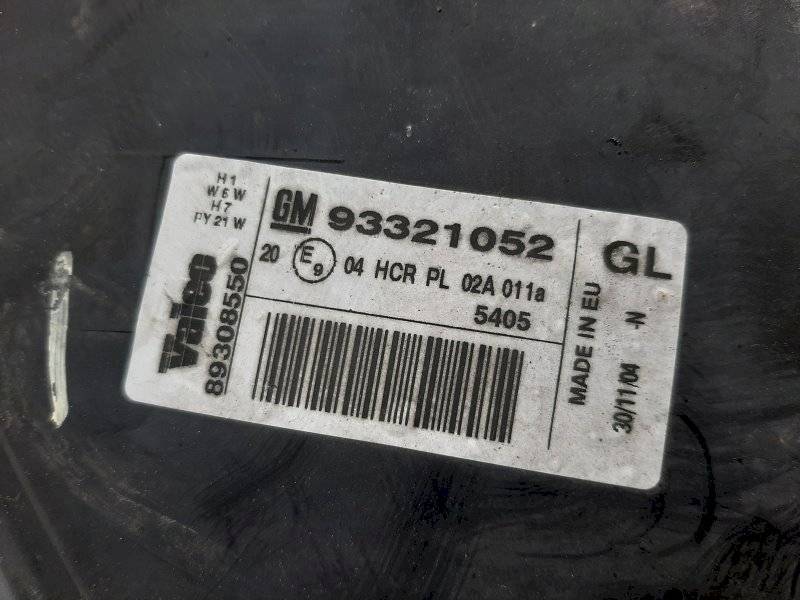 H1
W6W
H7
PY21W
Valeo
89308550
GM 93321052
20 E9 04 HCR PL 02A 011a
5405
GL
MADE IN EU
30/11/04 -N